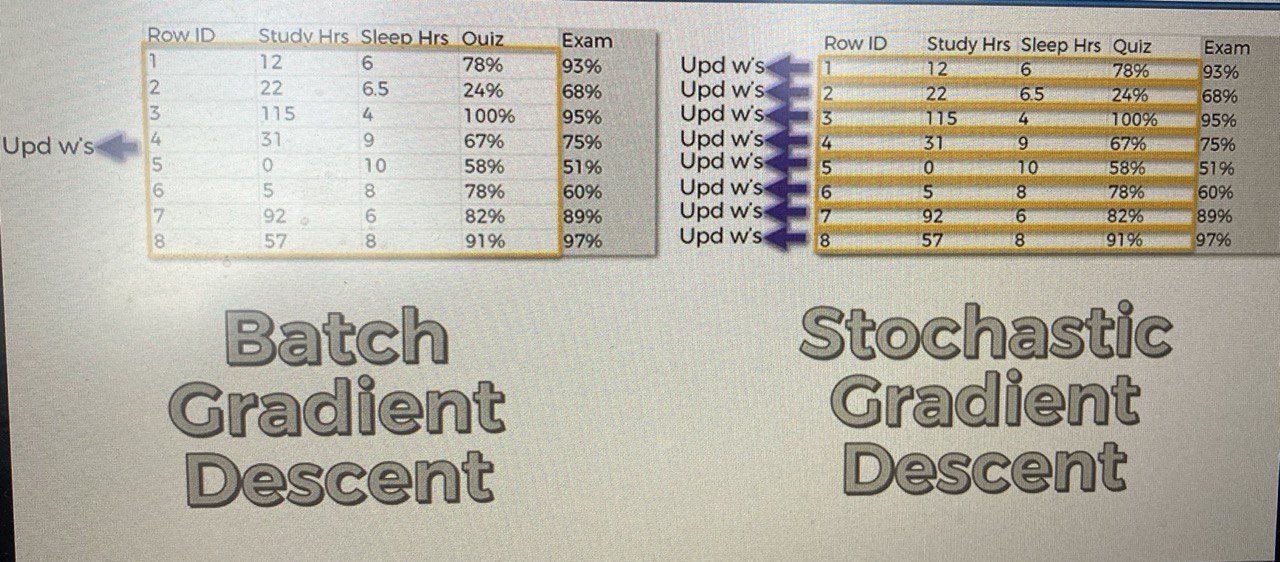 Row ID Study Hrs Sleep Hrs Quiz Exam
1 12 6 78% 93%
2 22 6.5 24% 68%
3 115 4 100% 95%
Upd w's 4 31 9 67% 75%
5 0 10 58% 51%
6 5 8 78% 60%
7 92 6 82% 89%
8 57 8 91% 97%
Batch
Gradient
Descent
Row ID Study Hrs Sleep Hrs Quiz Exam
Upd w's 1 12 6 78% 93%
Upd w's 2 22 6.5 24% 68%
Upd w's 3 115 4 100% 95%
Upd w's 4 31 9 67% 75%
Upd w's 5 0 10 58% 51%
Upd w's 6 5 8 78% 60%
Upd w's 7 92 6 82% 89%
Upd w's 8 57 8 91% 97%
Stochastic
Gradient
Descent